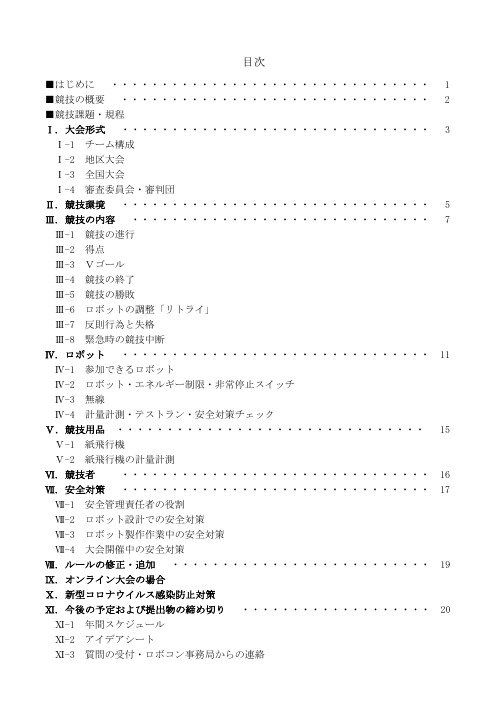 目次
■はじめに ・・・・・・・・・・・・・・・・・・・・・・・・・・・・・・・・ 1
■競技の概要 ・・・・・・・・・・・・・・・・・・・・・・・・・・・・・・・ 2
■競技課題・規程
Ⅰ. 大会形式 ・・・・・・・・・・・・・・・・・・・・・・・・・・・・・・・ 3
Ⅰ-1 チーム構成
Ⅰ-2 地区大会
Ⅰ-3 全国大会
Ⅰ-4 審査委員会・審判団
Ⅱ. 競技環境 ・・・・・・・・・・・・・・・・・・・・・・・・・・・・・・・ 5
Ⅲ. 競技の内容 ・・・・・・・・・・・・・・・・・・・・・・・・・・・・・・ 7
Ⅲ-1 競技の進行
Ⅲ-2 得点
Ⅲ-3 Ｖゴール
Ⅲ-4 競技の終了
Ⅲ-5 競技の勝敗
Ⅲ-6 ロボットの調整「リトライ」
Ⅲ-7 反則行為と失格
Ⅲ-8 緊急時の競技中断
Ⅳ. ロボット ・・・・・・・・・・・・・・・・・・・・・・・・・・・・・・・ 11
Ⅳ-1 参加できるロボット
Ⅳ-2 ロボット・エネルギー制限・非常停止スイッチ
Ⅳ-3 無線
Ⅳ-4 計量計測・テストラン・安全対策チェック
Ⅴ. 競技用品 ・・・・・・・・・・・・・・・・・・・・・・・・・・・・・・・ 15
Ⅴ-1 紙飛行機
Ⅴ-2 紙飛行機の計量計測
Ⅵ. 競技者 ・・・・・・・・・・・・・・・・・・・・・・・・・・・・・・・ 16
Ⅶ. 安全対策 ・・・・・・・・・・・・・・・・・・・・・・・・・・・・・・・ 17
Ⅶ-1 安全管理責任者の役割
Ⅶ-2 ロボット設計での安全対策
Ⅶ-3 ロボット製作作業中の安全対策
Ⅶ-4 大会開催中の安全対策
Ⅷ. ルールの修正・追加 ・・・・・・・・・・・・・・・・・・・・・・・・・・ 19
Ⅸ. オンライン大会の場合
Ⅹ. 新型コロナウイルス感染防止対策
Ⅺ. 今後の予定および提出物の締め切り ・・・・・・・・・・・・・・・・・・・ 20
Ⅺ-1 年間スケジュール
Ⅺ-2 アイデアシート
Ⅺ-3 質問の受付・ロボコン事務局からの連絡